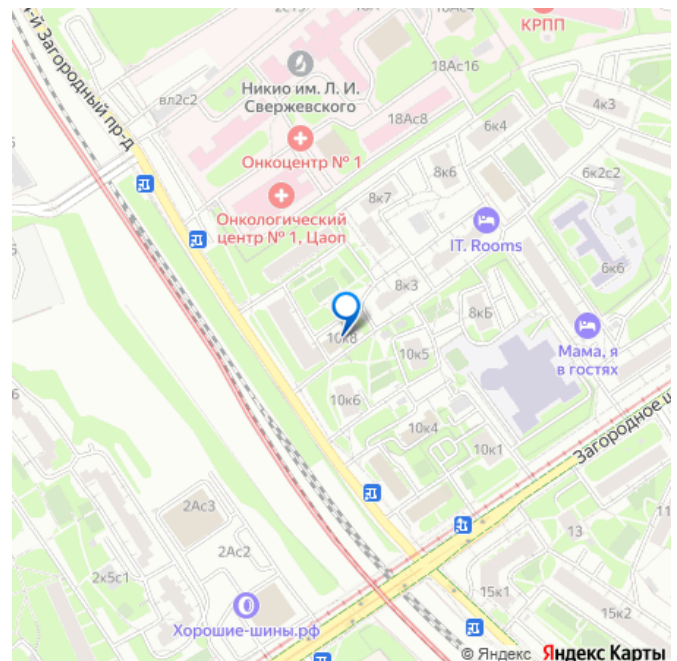 КРПП
18Ас16
Никио им. Л. И.
Свержевского
вл2с2
4к3
18Ас8
6к4
-й Загородный пр-д
Онкоцентр № 1
8к6
6к2с2
8к7
Онкологический
центр № 1, Цаоп
IT. Rooms
6к6
8к3
8кБ
10к8
Мама, я
в гостях
10к5
10к6
10к4
10к1
Загородное ш
2Ас3
11
13
2Ас2
2к5с1
15к1
Хорошие-шины.рф
15к2
© Яндекс Яндекс Карты